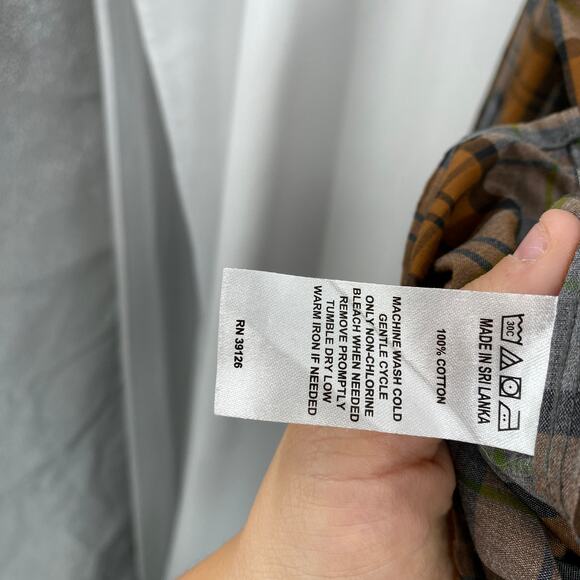 30C
MADE IN SRI LANKA
100% COTTON
MACHINE WASH COLD
GENTLE CYCLE
ONLY NON-CHLORINE
BLEACH WHEN NEEDED
REMOVE PROMPTLY
TUMBLE DRY LOW
WARM IRON IF NEEDED
RN 39126